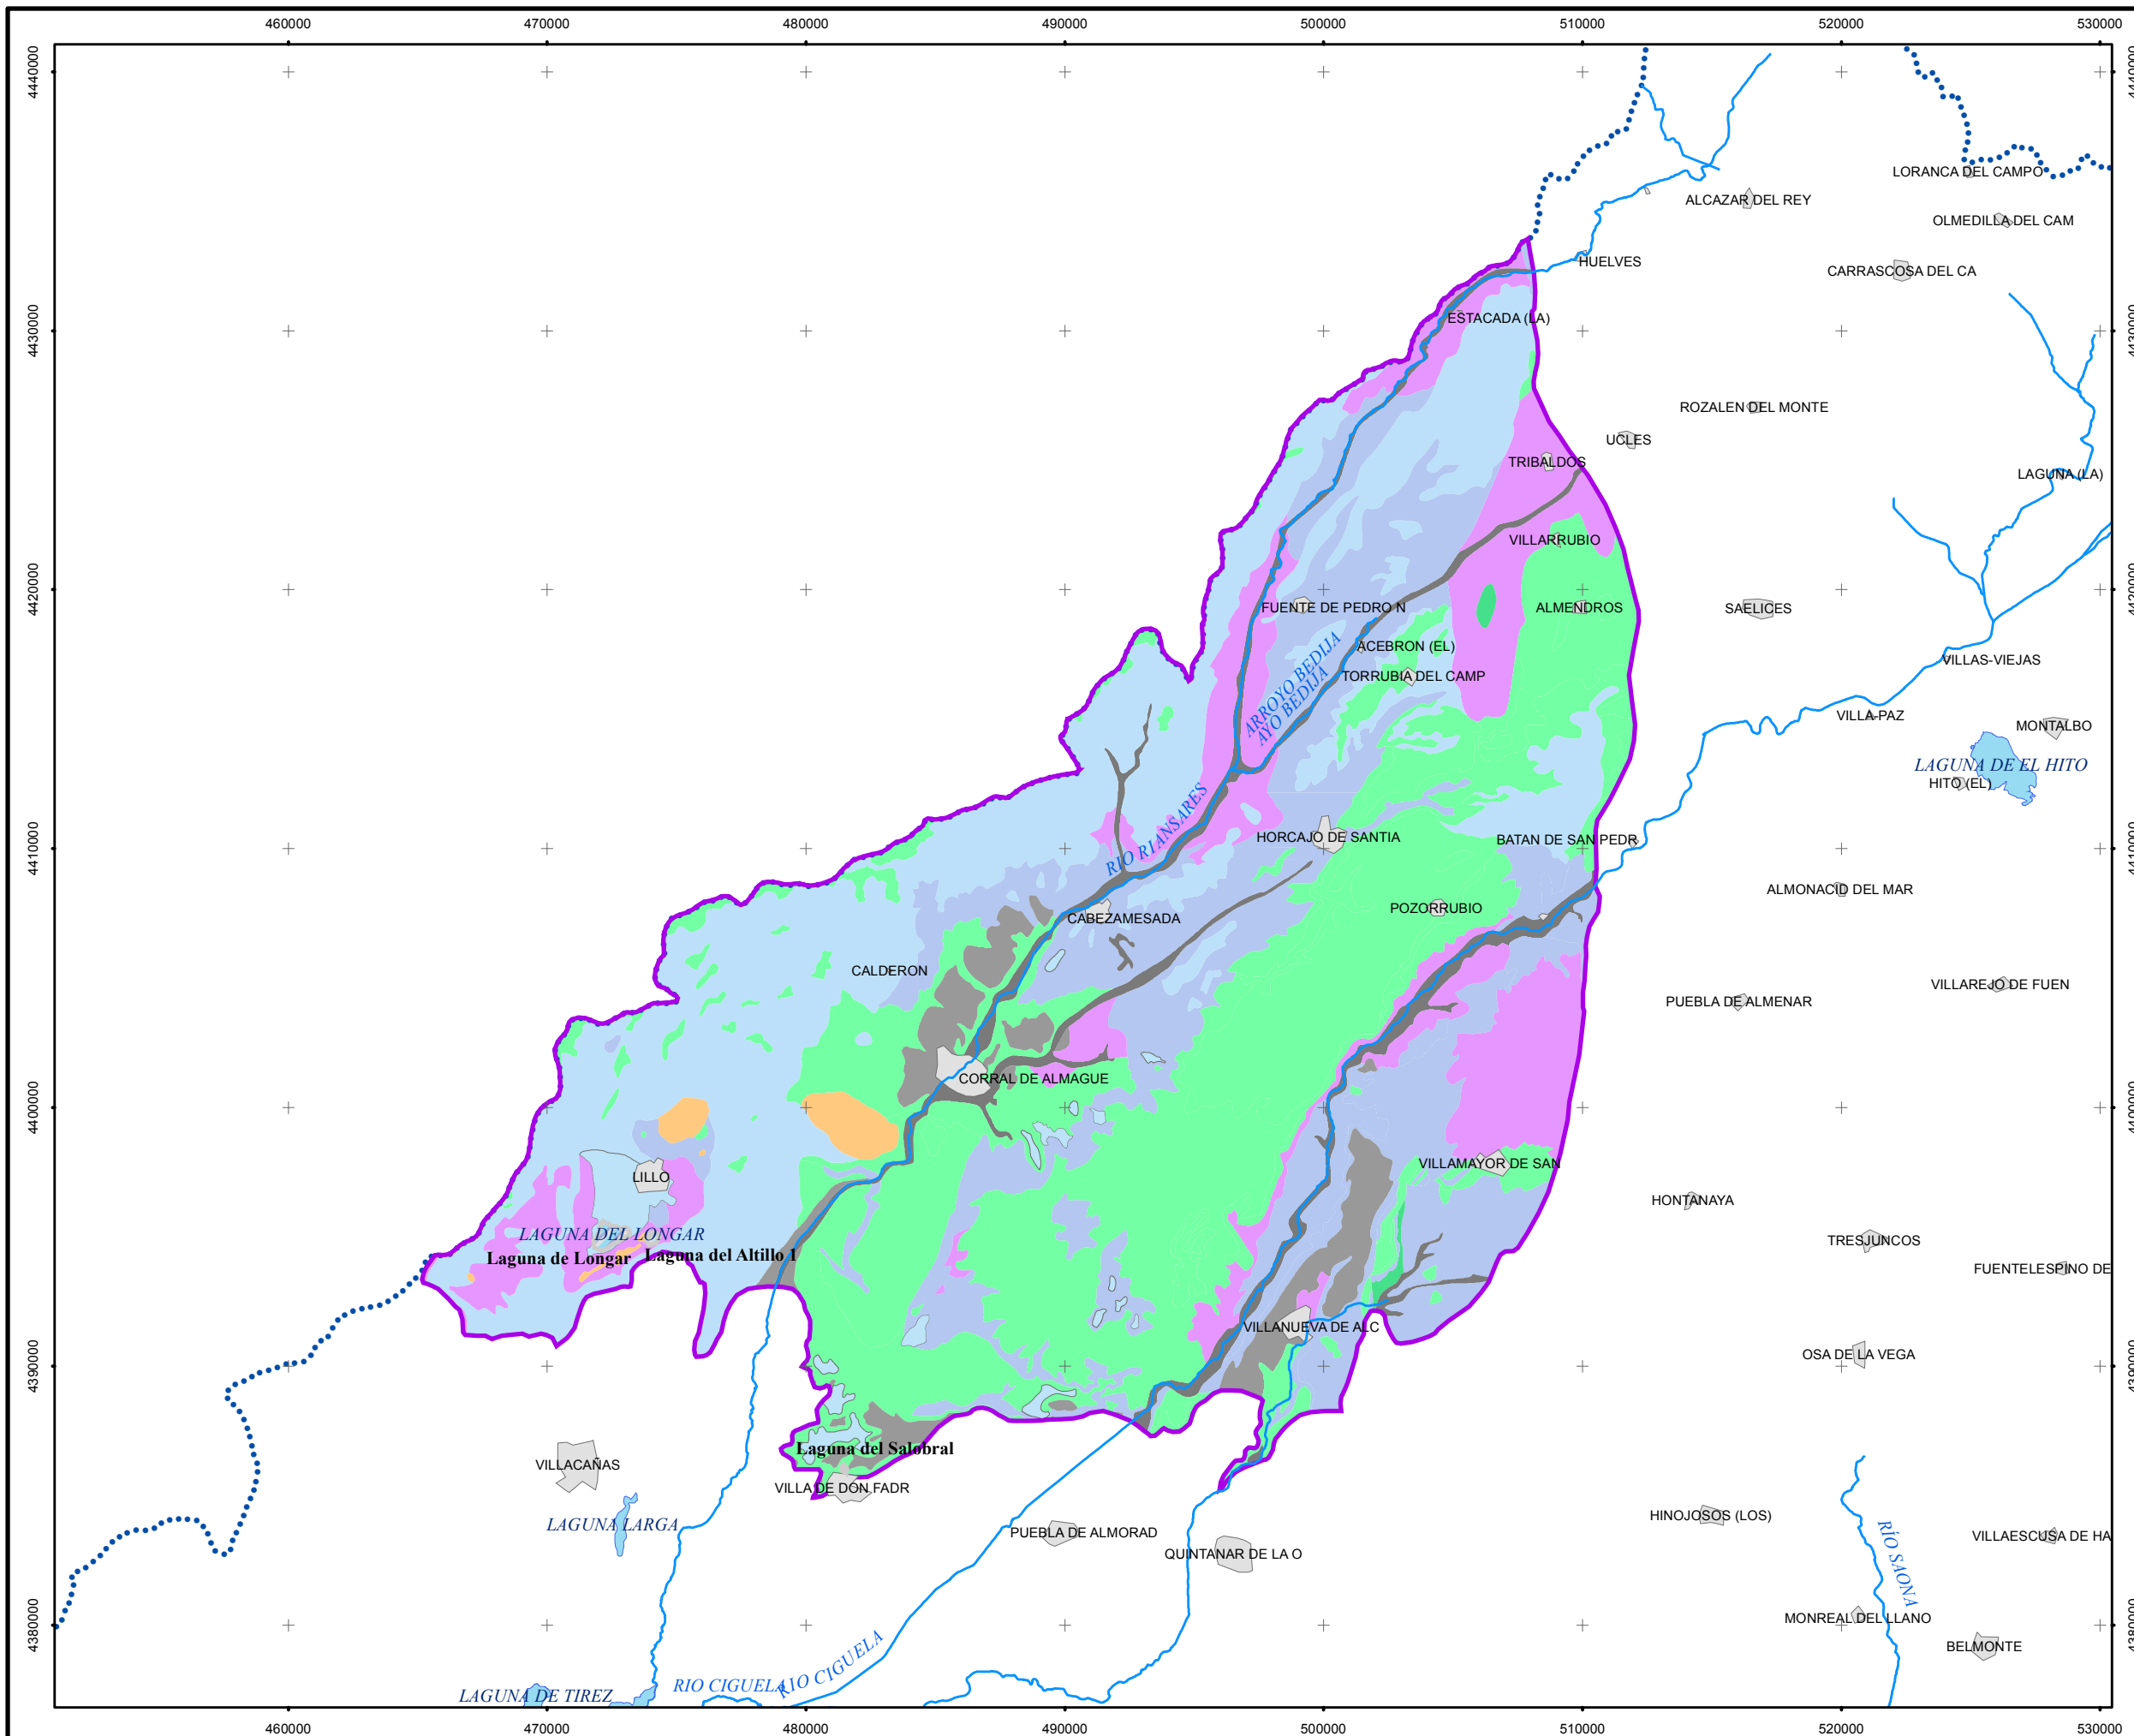 460000 470000 480000 490000 500000 510000 520000 530000
4440000
LORANCA DEL CAMPO
ALCAZAR DEL REY
OLMEDILLA DEL CAM
HUELVES
CARRASCOSA DEL CA
ESTACADA (LA)
4430000 4430000
ROZALEN DEL MONTE
UCLES
TRIBALDOS
LAGUNA (LA)
VILLARRUBIO
4420000 4420000
FUENTE DE PEDRO N
ALMENDROS
SAELICES
ACEBRON (EL)
VILLAS-VIEJAS
TORRUBIA DEL CAMP
ARROYO BEDIJA
AYO BEDIJA
VILLA-PAZ
MONTALBO
LAGUNA DE EL HITO
HITO (EL)
RIO RIANSARES
HORCAJO DE SANTIA
BATAN DE SAN PEDR
4410000 4410000
ALMONACID DEL MAR
POZORRUBIO
CABEZAMESADA
CALDERON
VILLAREJO DE FUEN
PUEBLA DE ALMENAR
CORRAL DE ALMAGUE
4400000 4400000
VILLAMAYOR DE SAN
LILLO
HONTANAYA
LAGUNA DEL LONGAR
TRESJUNCOS
Laguna de Longar
Laguna del Altillo 1
FUENTELESPINO DE
VILLANUEVA DE ALC
OSA DE LA VEGA
4390000 4390000
Laguna del Salobral
VILLACAÑAS
VILLA DE DON FADR
HINOJOSOS (LOS)
LAGUNA LARGA
PUEBLA DE ALMORAD
VILLAESCUSA DE HA
QUINTANAR DE LA O
RÍO SAONA
MONREAL DEL LLANO
4380000 4380000
BELMONTE
RIO CIGUELA
RIO CIGUELA
LAGUNA DE TIREZ
460000 470000 480000 490000 500000 510000 520000 530000